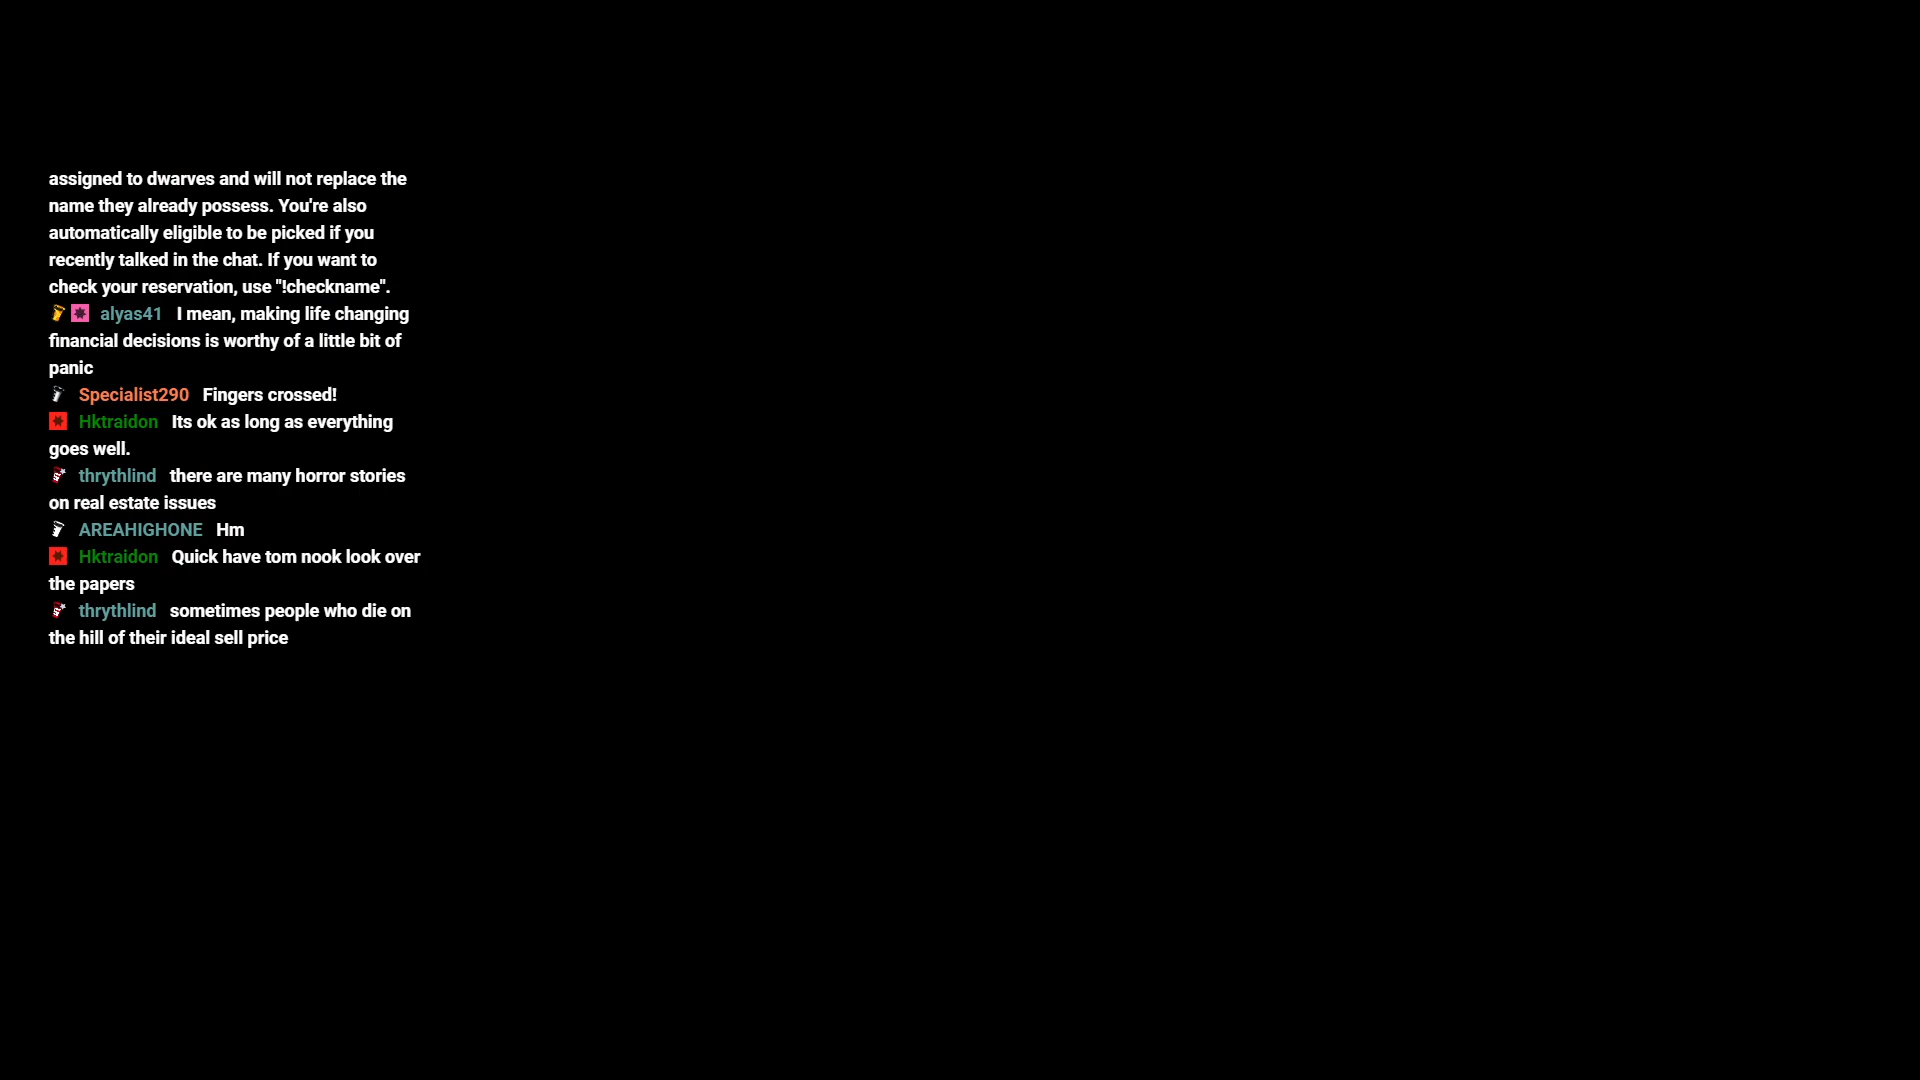 assigned to dwarves and will not replace the
name they already possess. You're also
automatically eligible to be picked if you
recently talked in the chat. If you want to
check your reservation, use "!checkname".
alyas41 I mean, making life changing
financial decisions is worthy of a little bit of
panic
Specialist290 Fingers crossed!
Hktraidon Its ok as long as everything
goes well.
thrythlind there are many horror stories
on real estate issues
AREAHIGHONE Hm
Hktraidon Quick have tom nook look over
the papers
thrythlind sometimes people who die on
the hill of their ideal sell price